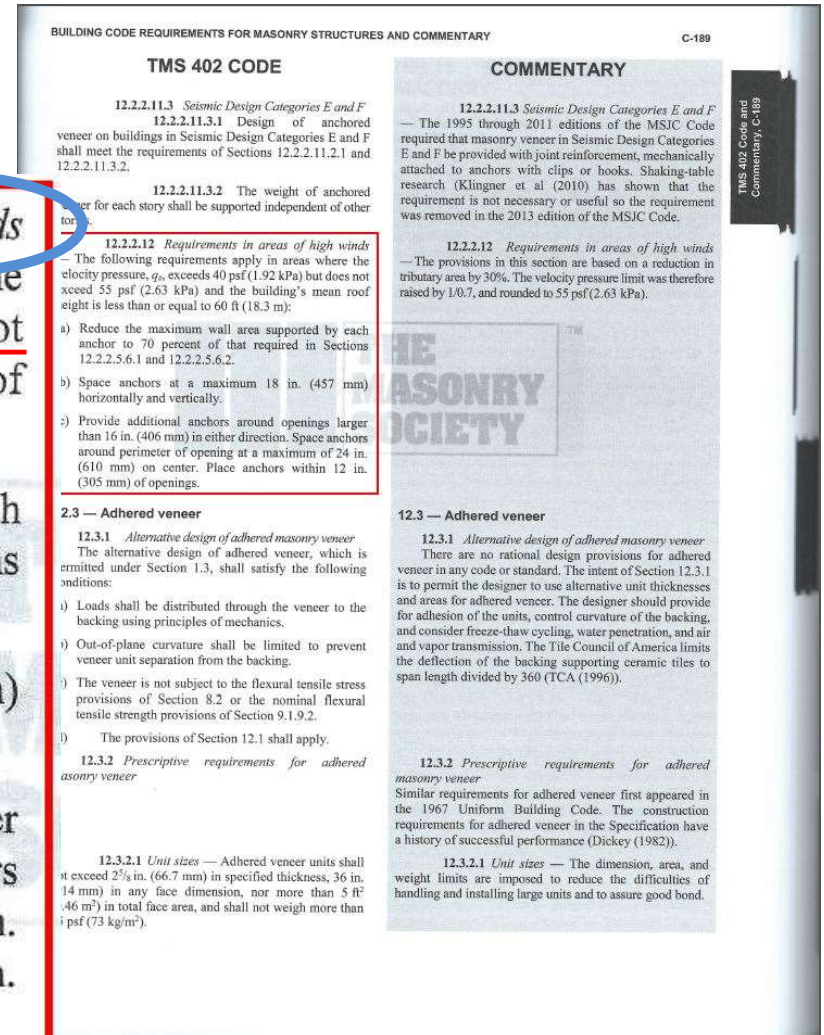 BUILDING CODE REQUIREMENTS FOR MASONRY STRUCTURES AND COMMENTARY
C-189
TMS 402 CODE
12.2.2.11.3 Seismic Design Categories E and F
12.2.2.11.3.1 Design of anchored
veneer on buildings in Seismic Design Categories E and F
shall meet the requirements of Sections 12.2.2.11.2.1 and
12.2.2.11.3.2.
12.2.2.11.3.2 The weight of anchored
for each story shall be supported independent of other
12.2.2.12 Requirements in areas of high winds
– The following requirements apply in areas where the
elocity pressure, qz, exceeds 40 psf (1.92 kPa) but does not
xceed 55 psf (2.63 kPa) and the building's mean roof
eight is less than or equal to 60 ft (18.3 m):
a) Reduce the maximum wall area supported by each
anchor to 70 percent of that required in Sections
12.2.2.5.6.1 and 12.2.2.5.6.2.
b) Space anchors at a maximum 18 in. (457 mm)
horizontally and vertically.
c) Provide additional anchors around openings larger
than 16 in. (406 mm) in either direction. Space anchors
around perimeter of opening at a maximum of 24 in.
(610 mm) on center. Place anchors within 12 in.
(305 mm) of openings.
2.3 — Adhered veneer
12.3.1 Alternative design of adhered masonry veneer
The alternative design of adhered veneer, which is
ermitted under Section 1.3, shall satisfy the following
onditions:
) Loads shall be distributed through the veneer to the
backing using principles of mechanics.
) Out-of-plane curvature shall be limited to prevent
veneer unit separation from the backing.
) The veneer is not subject to the flexural tensile stress
provisions of Section 8.2 or the nominal flexural
tensile strength provisions of Section 9.1.9.2.
) The provisions of Section 12.1 shall apply.
12.3.2 Prescriptive requirements for adhered
asonry veneer
12.3.2.1 Unit sizes — Adhered veneer units shall
t exceed 2⁵/₈ in. (66.7 mm) in specified thickness, 36 in.
14 mm) in any face dimension, nor more than 5 ft²
.46 m²) in total face area, and shall not weigh more than
psf (73 kg/m²).
COMMENTARY
12.2.2.11.3 Seismic Design Categories E and F
— The 1995 through 2011 editions of the MSJC Code
required that masonry veneer in Seismic Design Categories
E and F be provided with joint reinforcement, mechanically
attached to anchors with clips or hooks. Shaking-table
research (Klingner et al (2010) has shown that the
requirement is not necessary or useful so the requirement
was removed in the 2013 edition of the MSJC Code.
12.2.2.12 Requirements in areas of high winds
— The provisions in this section are based on a reduction in
tributary area by 30%. The velocity pressure limit was therefore
raised by 1/0.7, and rounded to 55 psf (2.63 kPa).
12.3 — Adhered veneer
12.3.1 Alternative design of adhered masonry veneer
There are no rational design provisions for adhered
veneer in any code or standard. The intent of Section 12.3.1
is to permit the designer to use alternative unit thicknesses
and areas for adhered veneer. The designer should provide
for adhesion of the units, control curvature of the backing,
and consider freeze-thaw cycling, water penetration, and air
and vapor transmission. The Tile Council of America limits
the deflection of the backing supporting ceramic tiles to
span length divided by 360 (TCA (1996)).
12.3.2 Prescriptive requirements for adhered
masonry veneer
Similar requirements for adhered veneer first appeared in
the 1967 Uniform Building Code. The construction
requirements for adhered veneer in the Specification have
a history of successful performance (Dickey (1982)).
12.3.2.1 Unit sizes — The dimension, area, and
weight limits are imposed to reduce the difficulties of
handling and installing large units and to assure good bond.
TMS 402 Code and
Commentary, C-189
THE
MASONRY
SOCIETY
TM